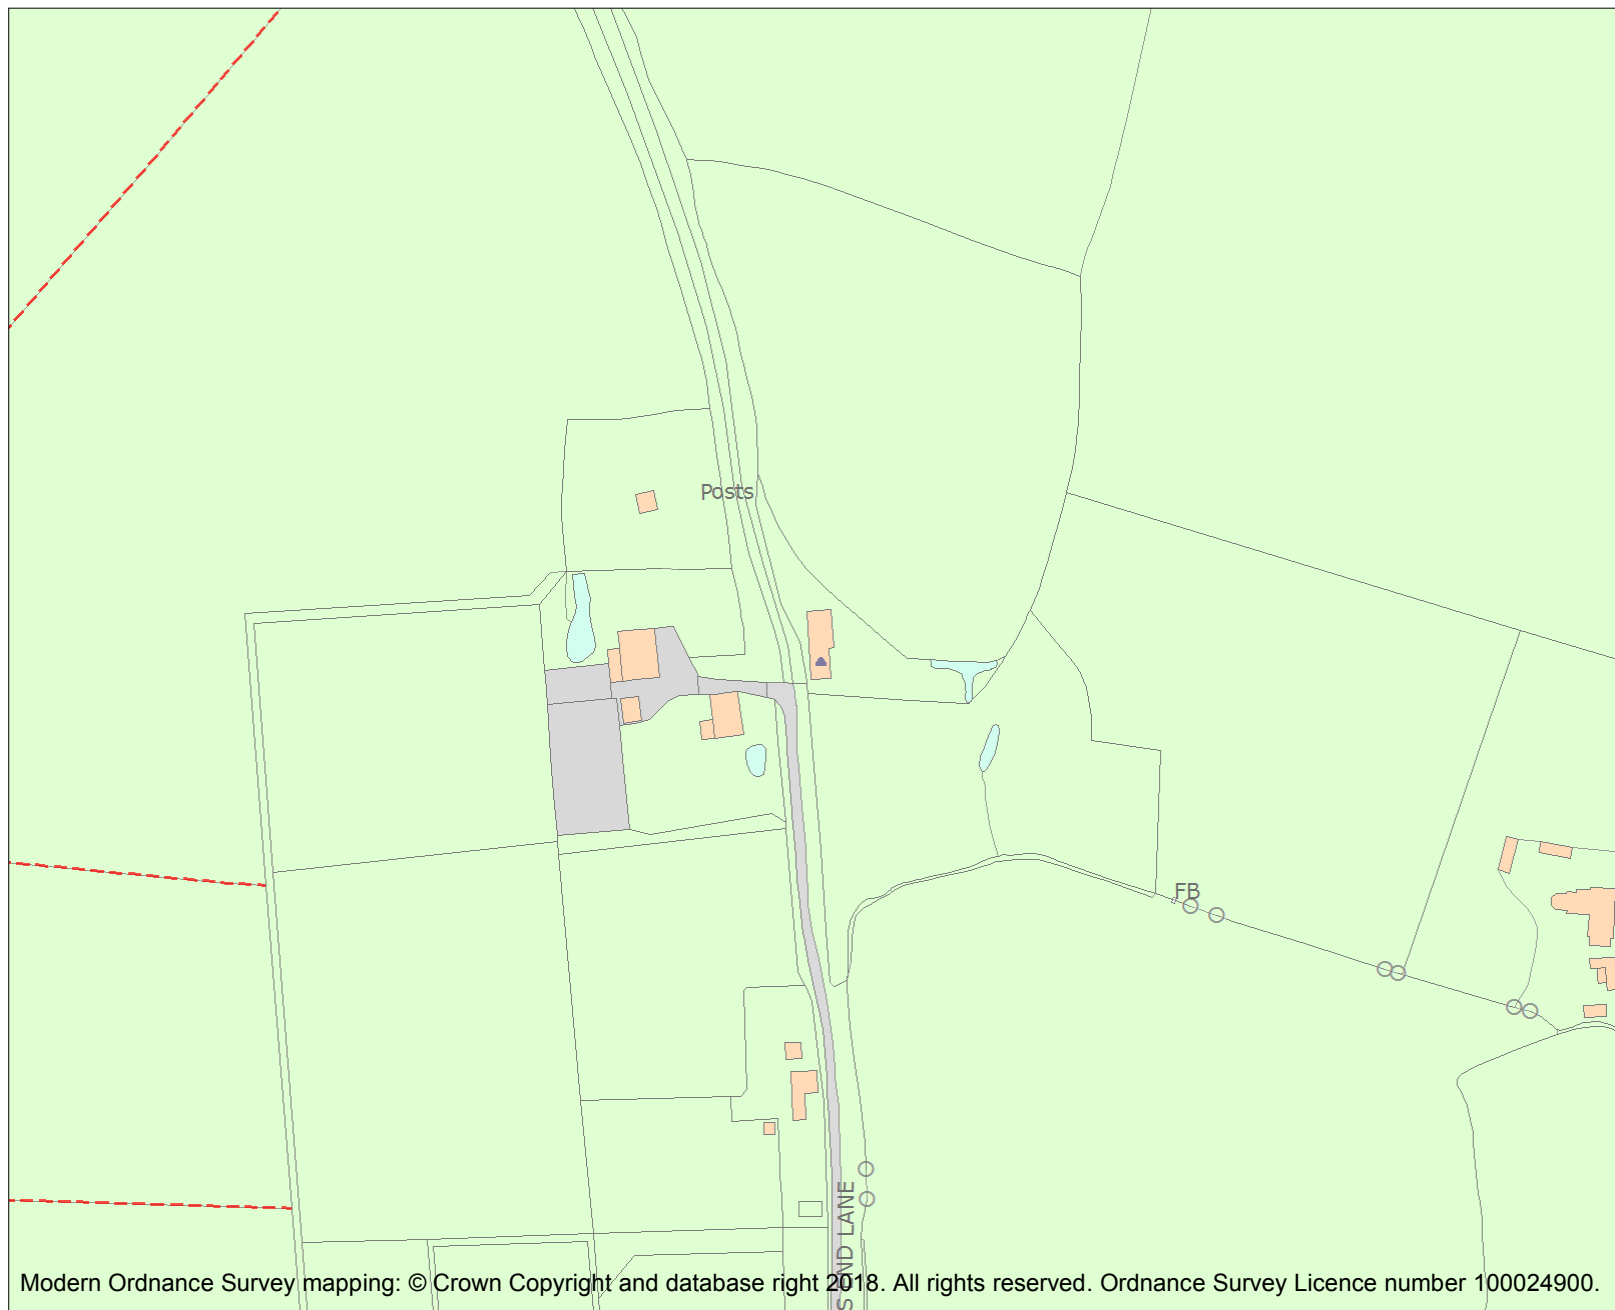 Posts
FB
S END LANE
Modern Ordnance Survey mapping: © Crown Copyright and database right 2018. All rights reserved. Ordnance Survey Licence number 100024900.